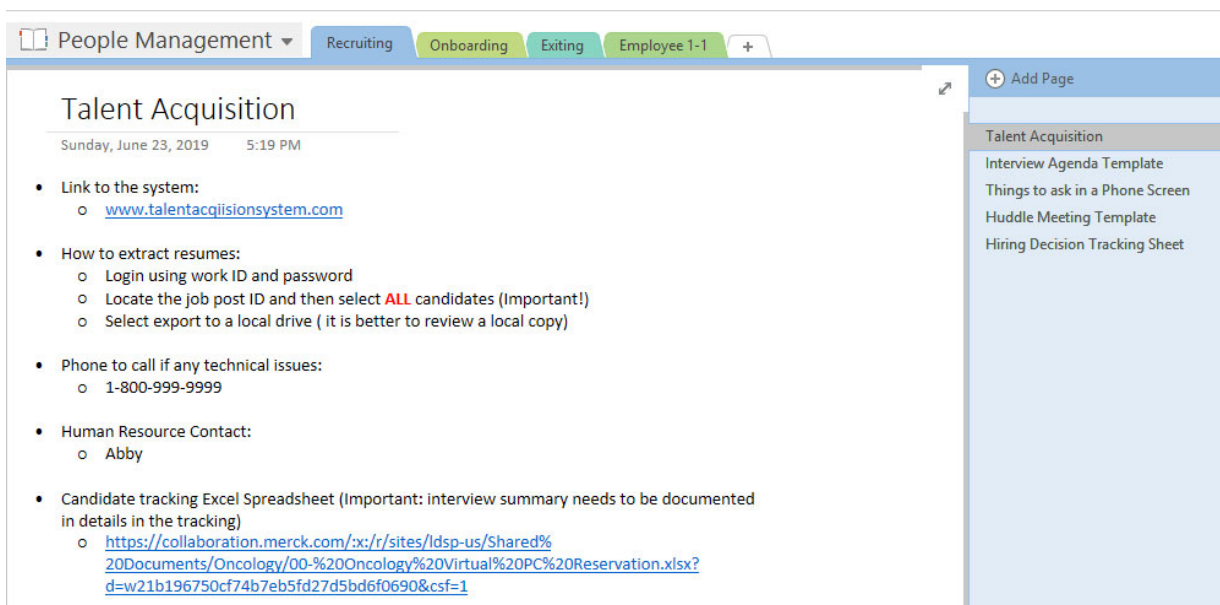 People Management
Recruiting
Onboarding
Exiting
Employee 1-1
+
Talent Acquisition
Sunday, June 23, 2019 5:19 PM
• Link to the system:
o www.talentacqiisionsystem.com
• How to extract resumes:
o Login using work ID and password
o Locate the job post ID and then select ALL candidates (Important!)
o Select export to a local drive ( it is better to review a local copy)
• Phone to call if any technical issues:
o 1-800-999-9999
• Human Resource Contact:
o Abby
• Candidate tracking Excel Spreadsheet (Important: interview summary needs to be documented
in details in the tracking)
o https://collaboration.merck.com/:x:/r/sites/ldsp-us/Shared%
20Documents/Oncology/00-%20Oncology%20Virtual%20PC%20Reservation.xlsx?
d=w21b196750cf74b7eb5fd27d5bd6f0690&csf=1
Add Page
Talent Acquisition
Interview Agenda Template
Things to ask in a Phone Screen
Huddle Meeting Template
Hiring Decision Tracking Sheet